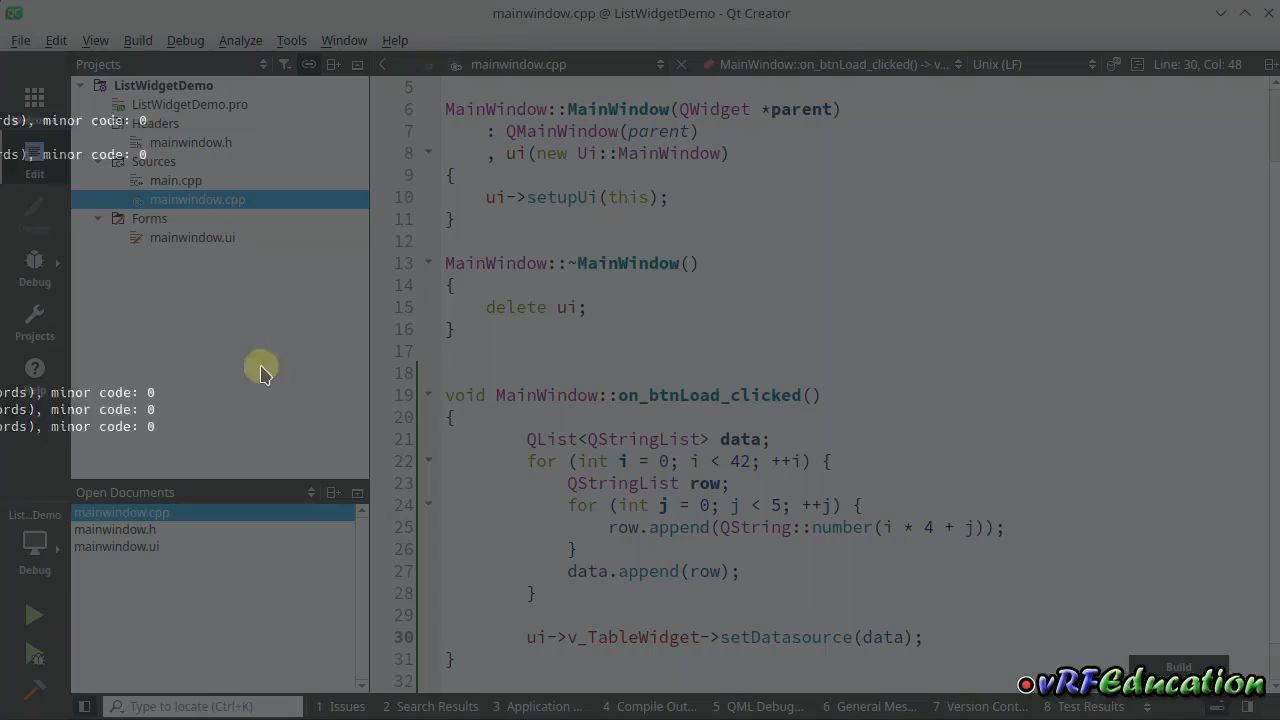 mainwindow.cpp @ ListWidgetDemo - Qt Creator
File Edit View Build Debug Analyze Tools Window Help
Projects
mainwindow.cpp
MainWindow::on_btnLoad_clicked() -> v...
Unix (LF)
Line: 30, Col: 48
ListWidgetDemo
ListWidgetDemo.pro
Headers
mainwindow.h
Sources
main.cpp
mainwindow.cpp
Forms
mainwindow.ui
rds), minor code: 0
rds), minor code: 0
Edit
Debug
Projects
ords), minor code: 0
ords), minor code: 0
ords), minor code: 0
5
6 MainWindow::MainWindow(QWidget *parent)
7 : QMainWindow(parent)
8 , ui(new Ui::MainWindow)
9 {
10 ui->setupUi(this);
11 }
12
13 MainWindow::~MainWindow()
14 {
15 delete ui;
16 }
17
18
19 void MainWindow::on_btnLoad_clicked()
20 {
21 QList<QStringList> data;
22 for (int i = 0; i < 42; ++i) {
23 QStringList row;
24 for (int j = 0; j < 5; ++j) {
25 row.append(QString::number(i * 4 + j));
26 }
27 data.append(row);
28 }
29
30 ui->v_TableWidget->setDatasource(data);
31 }
32
Open Documents
mainwindow.cpp
mainwindow.h
mainwindow.ui
List...Demo
Debug
Build
vRFEducation
Type to locate (Ctrl+K)
1 Issues 2 Search Results 3 Application ... 4 Compile Out... 5 QML Debug... 6 General Mes... 7 Version Cont... 8 Test Results